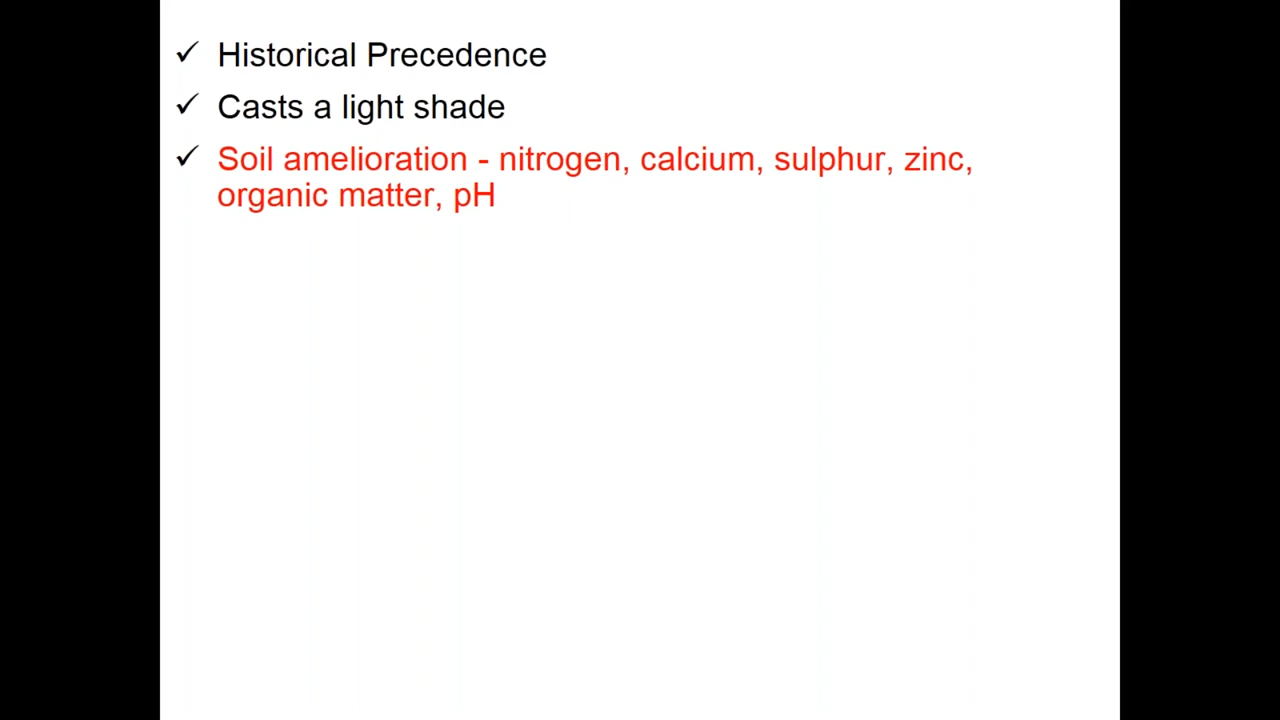 ✓ Historical Precedence
✓ Casts a light shade
✓ Soil amelioration - nitrogen, calcium, sulphur, zinc,
organic matter, pH